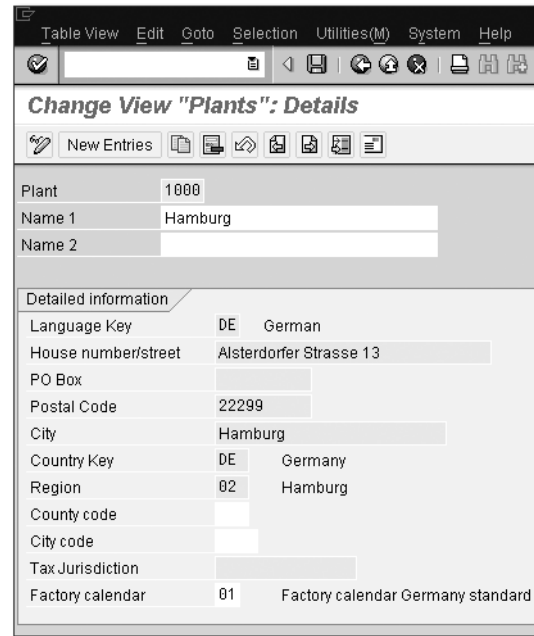 Table View Edit Goto Selection Utilities(M) System Help
Change View "Plants": Details
New Entries
Plant 1000
Name 1 Hamburg
Name 2
Detailed information
Language Key DE German
House number/street Alsterdorfer Strasse 13
PO Box
Postal Code 22299
City Hamburg
Country Key DE Germany
Region 02 Hamburg
County code
City code
Tax Jurisdiction
Factory calendar 01 Factory calendar Germany standard